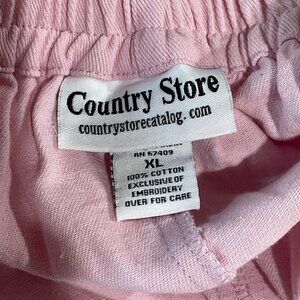 Country Store
countrystorecatalog.com
RN 67409
XL
100% COTTON
EXCLUSIVE OF
EMBROIDERY
OVER FOR CARE